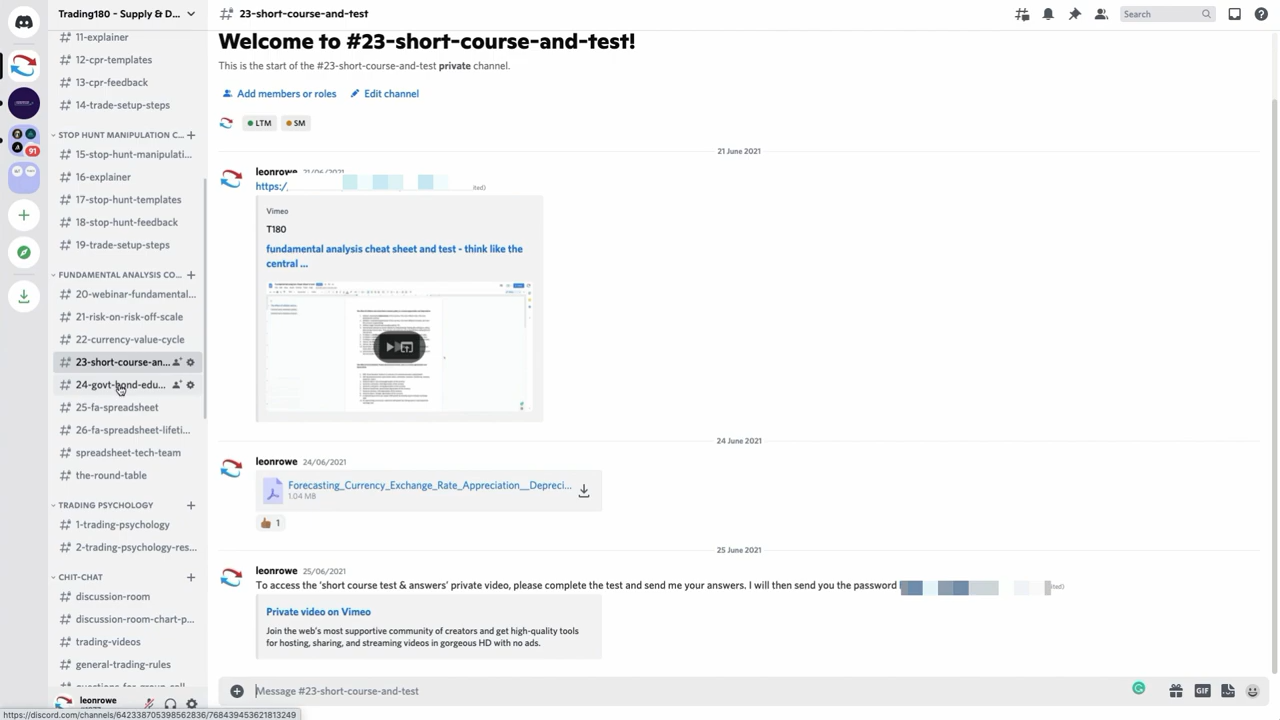 Trading180 - Supply & D...
11-explainer
12-cpr-templates
13-cpr-feedback
14-trade-setup-steps
STOP HUNT MANIPULATION C...
15-stop-hunt-manipulati...
16-explainer
17-stop-hunt-templates
18-stop-hunt-feedback
19-trade-setup-steps
FUNDAMENTAL ANALYSIS CO...
20-webinar-fundamental...
21-risk-on-risk-off-scale
22-currency-value-cycle
23-short-course-an...
24-govt-bond-edu...
25-fa-spreadsheet
26-fa-spreadsheet-lifeti...
spreadsheet-tech-team
the-round-table
TRADING PSYCHOLOGY
1-trading-psychology
2-trading-psychology-res...
CHIT-CHAT
discussion-room
discussion-room-chart-p...
trading-videos
general-trading-rules
leonrowe
91
23-short-course-and-test
Search
Welcome to #23-short-course-and-test!
This is the start of the #23-short-course-and-test private channel.
Add members or roles
Edit channel
LTM
SM
21 June 2021
leonrowe 21/06/2021
https:/
Vimeo
T180
fundamental analysis cheat sheet and test - think like the
central ...
24 June 2021
leonrowe 24/06/2021
Forecasting_Currency_Exchange_Rate_Appreciation__Depreci...
1.04 MB
1
25 June 2021
leonrowe 25/06/2021
To access the 'short course test & answers' private video, please complete the test and send me your answers. I will then send you the password
Private video on Vimeo
Join the web's most supportive community of creators and get high-quality tools
for hosting, sharing, and streaming videos in gorgeous HD with no ads.
Message #23-short-course-and-test
GIF
https://discord.com/channels/642338705398562836/768439453621813249